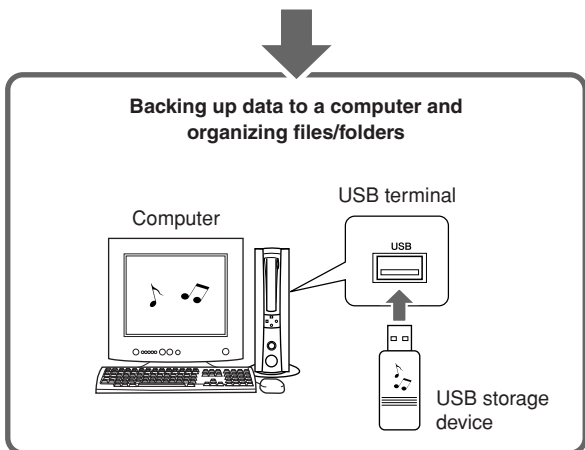 Backing up data to a computer and
organizing files/folders
USB terminal
Computer
USB
USB storage
device